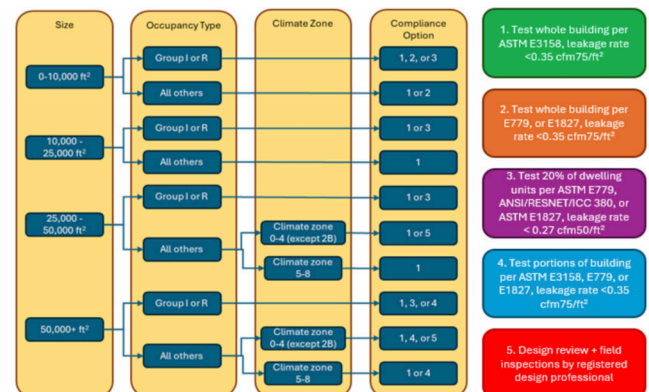 Size
Occupancy Type
Climate Zone
Compliance
Option
0-10,000 ft²
Group I or R
1, 2, or 3
All others
1 or 2
10,000 -
25,000 ft²
Group I or R
1 or 3
All others
1
25,000 -
50,000 ft²
Group I or R
1 or 3
All others
Climate zone
0-4 (except 2B)
1 or 5
Climate zone
5-8
1
50,000+ ft²
Group I or R
1, 3, or 4
All others
Climate zone
0-4 (except 2B)
1, 4, or 5
Climate zone
5-8
1 or 4
1. Test whole building per
ASTM E3158, leakage rate
<0.35 cfm75/ft²
2. Test whole building per
E779, or E1827, leakage
rate <0.35 cfm75/ft²
3. Test 20% of dwelling
units per ASTM E779,
ANSI/RESNET/ICC 380, or
ASTM E1827, leakage rate
< 0.27 cfm50/ft²
4. Test portions of building
per ASTM E3158, E779, or
E1827, leakage rate <0.35
cfm75/ft²
5. Design review + field
inspections by registered
design professional